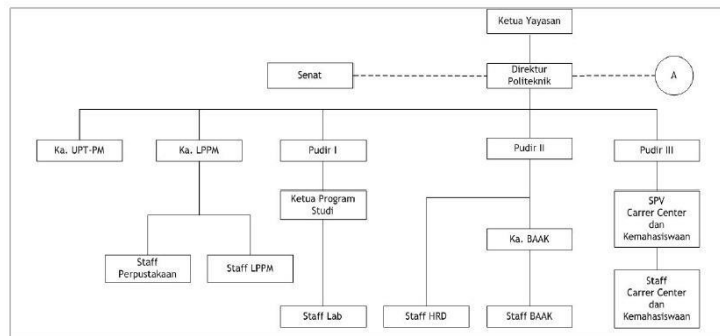 Ketua Yayasan
Senat
Direktur
Politeknik
A
Ka. UPT-PM
Ka. LPPM
Pudir I
Pudir II
Pudir III
Ketua Program
Studi
SPV
Carrer Center
dan
Kemahasiswaan
Ka. BAAK
Staff
Perpustakaan
Staff LPPM
Staff Lab
Staff HRD
Staff BAAK
Staff
Carrer Center
dan
Kemahasiswaan